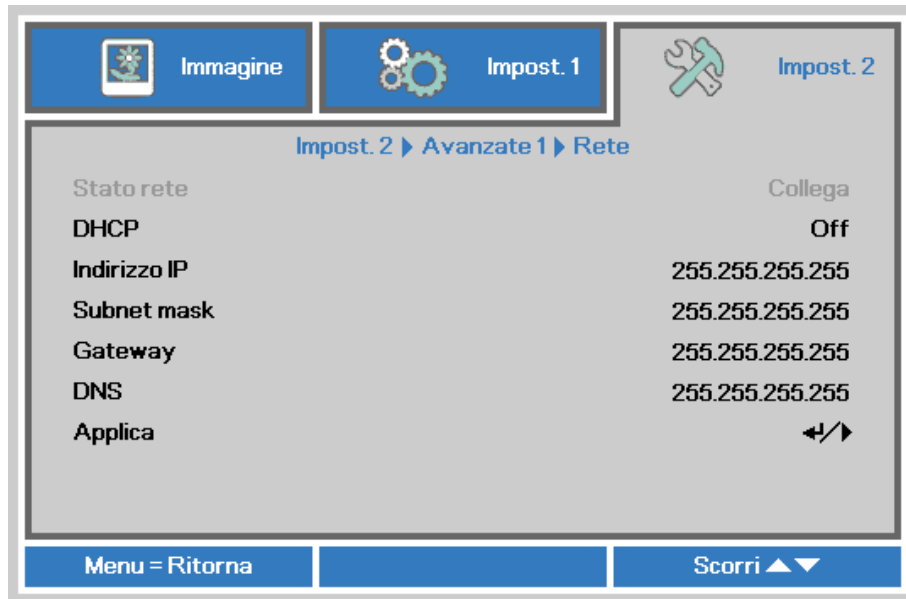 Immagine
Impost. 1
Impost. 2
Impost. 2 ▶ Avanzate 1 ▶ Rete
Stato rete Collega
DHCP Off
Indirizzo IP 255.255.255.255
Subnet mask 255.255.255.255
Gateway 255.255.255.255
DNS 255.255.255.255
Applica ↵/▶
Menu = Ritorna
Scorri ▲▼